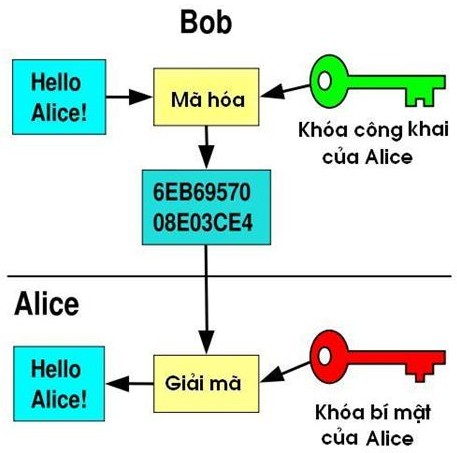 Bob
Hello
Alice!
Mã hóa
Khóa công khai
của Alice
6EB69570
08E03CE4
Alice
Hello
Alice!
Giải mã
Khóa bí mật
của Alice